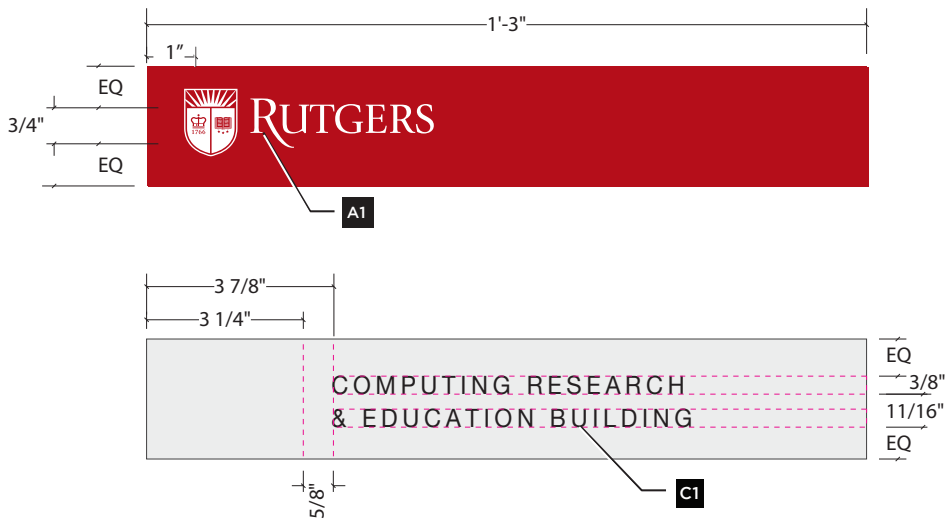 1'-3"
1"
EQ
3/4"
EQ
1766
RUTGERS
A1
3 7/8"
3 1/4"
EQ
COMPUTING RESEARCH
3/8"
& EDUCATION BUILDING
11/16"
EQ
5/8"
C1